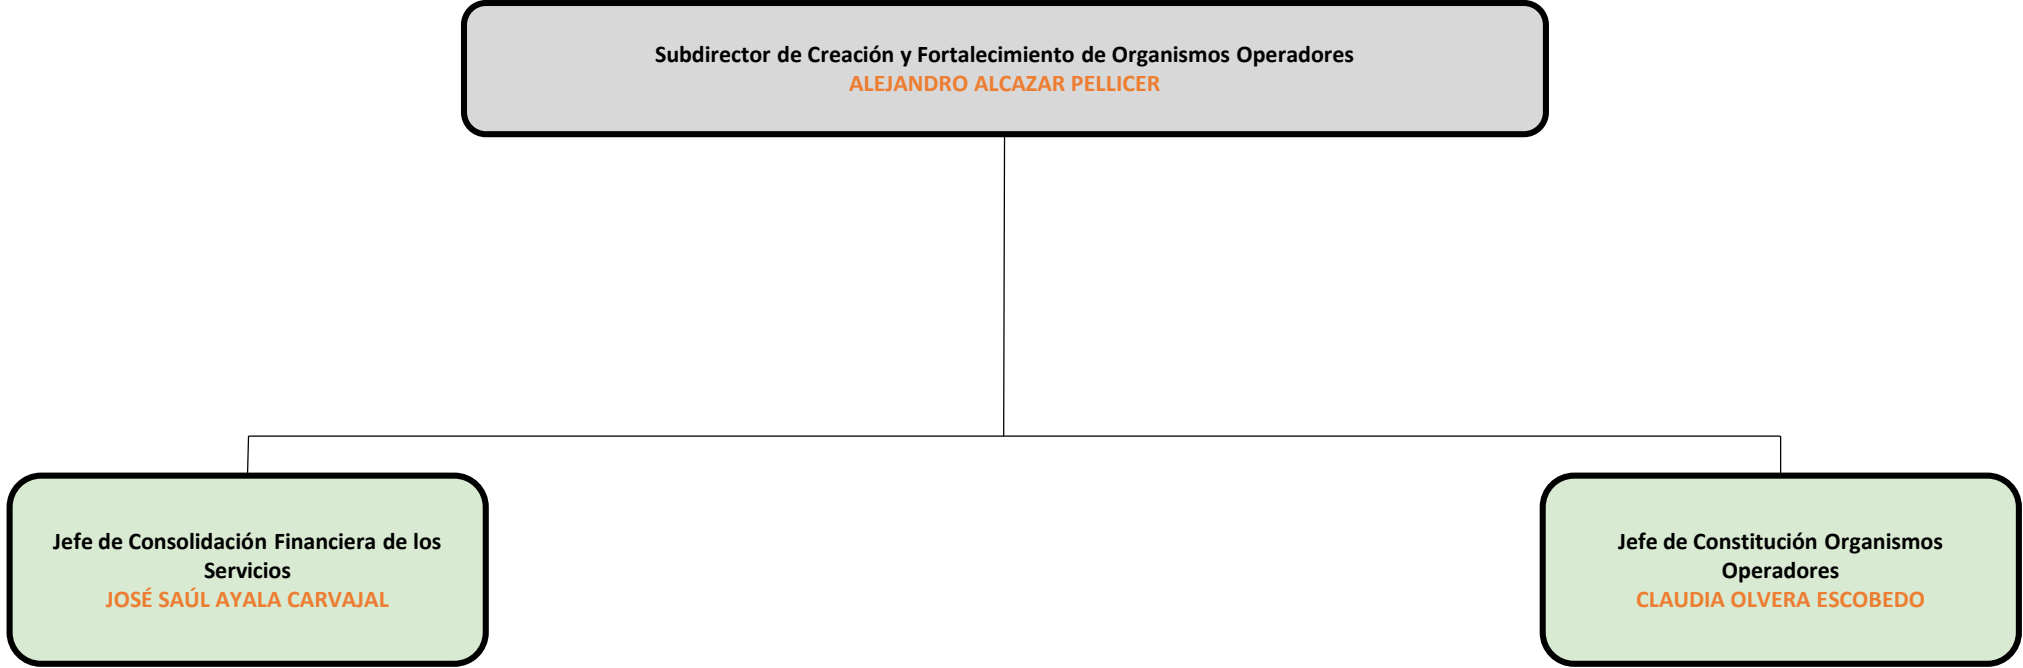 Subdirector de Creación y Fortalecimiento de Organismos Operadores
ALEJANDRO ALCAZAR PELLICER
Jefe de Consolidación Financiera de los
Servicios
JOSÉ SAÚL AYALA CARVAJAL
Jefe de Constitución Organismos
Operadores
CLAUDIA OLVERA ESCOBEDO